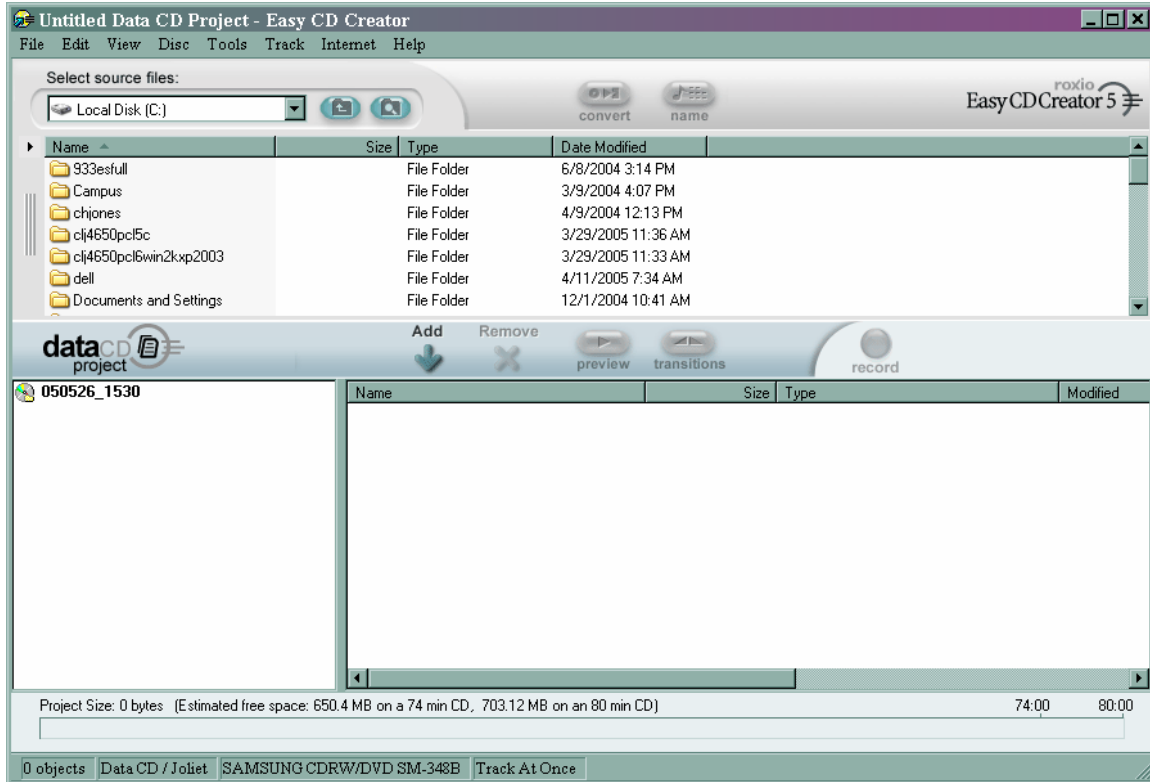 Untitled Data CD Project - Easy CD Creator
File Edit View Disc Tools Track Internet Help
Select source files:
Local Disk (C:)
convert name
roxio
Easy CD Creator 5
Name Size Type Date Modified
933esfull File Folder 6/8/2004 3:14 PM
Campus File Folder 3/9/2004 4:07 PM
chjones File Folder 4/9/2004 12:13 PM
clj4650pcl5c File Folder 3/29/2005 11:36 AM
clj4650pcl6win2kxp2003 File Folder 3/29/2005 11:33 AM
dell File Folder 4/11/2005 7:34 AM
Documents and Settings File Folder 12/1/2004 10:41 AM
dataCD project
Add Remove preview transitions record
050526_1530
Name Size Type Modified
Project Size: 0 bytes (Estimated free space: 650.4 MB on a 74 min CD, 703.12 MB on an 80 min CD) 74:00 80:00
0 objects Data CD / Joliet SAMSUNG CDRW/DVD SM-348B Track At Once